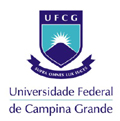 UFCG
Universidade Federal
de Campina Grande